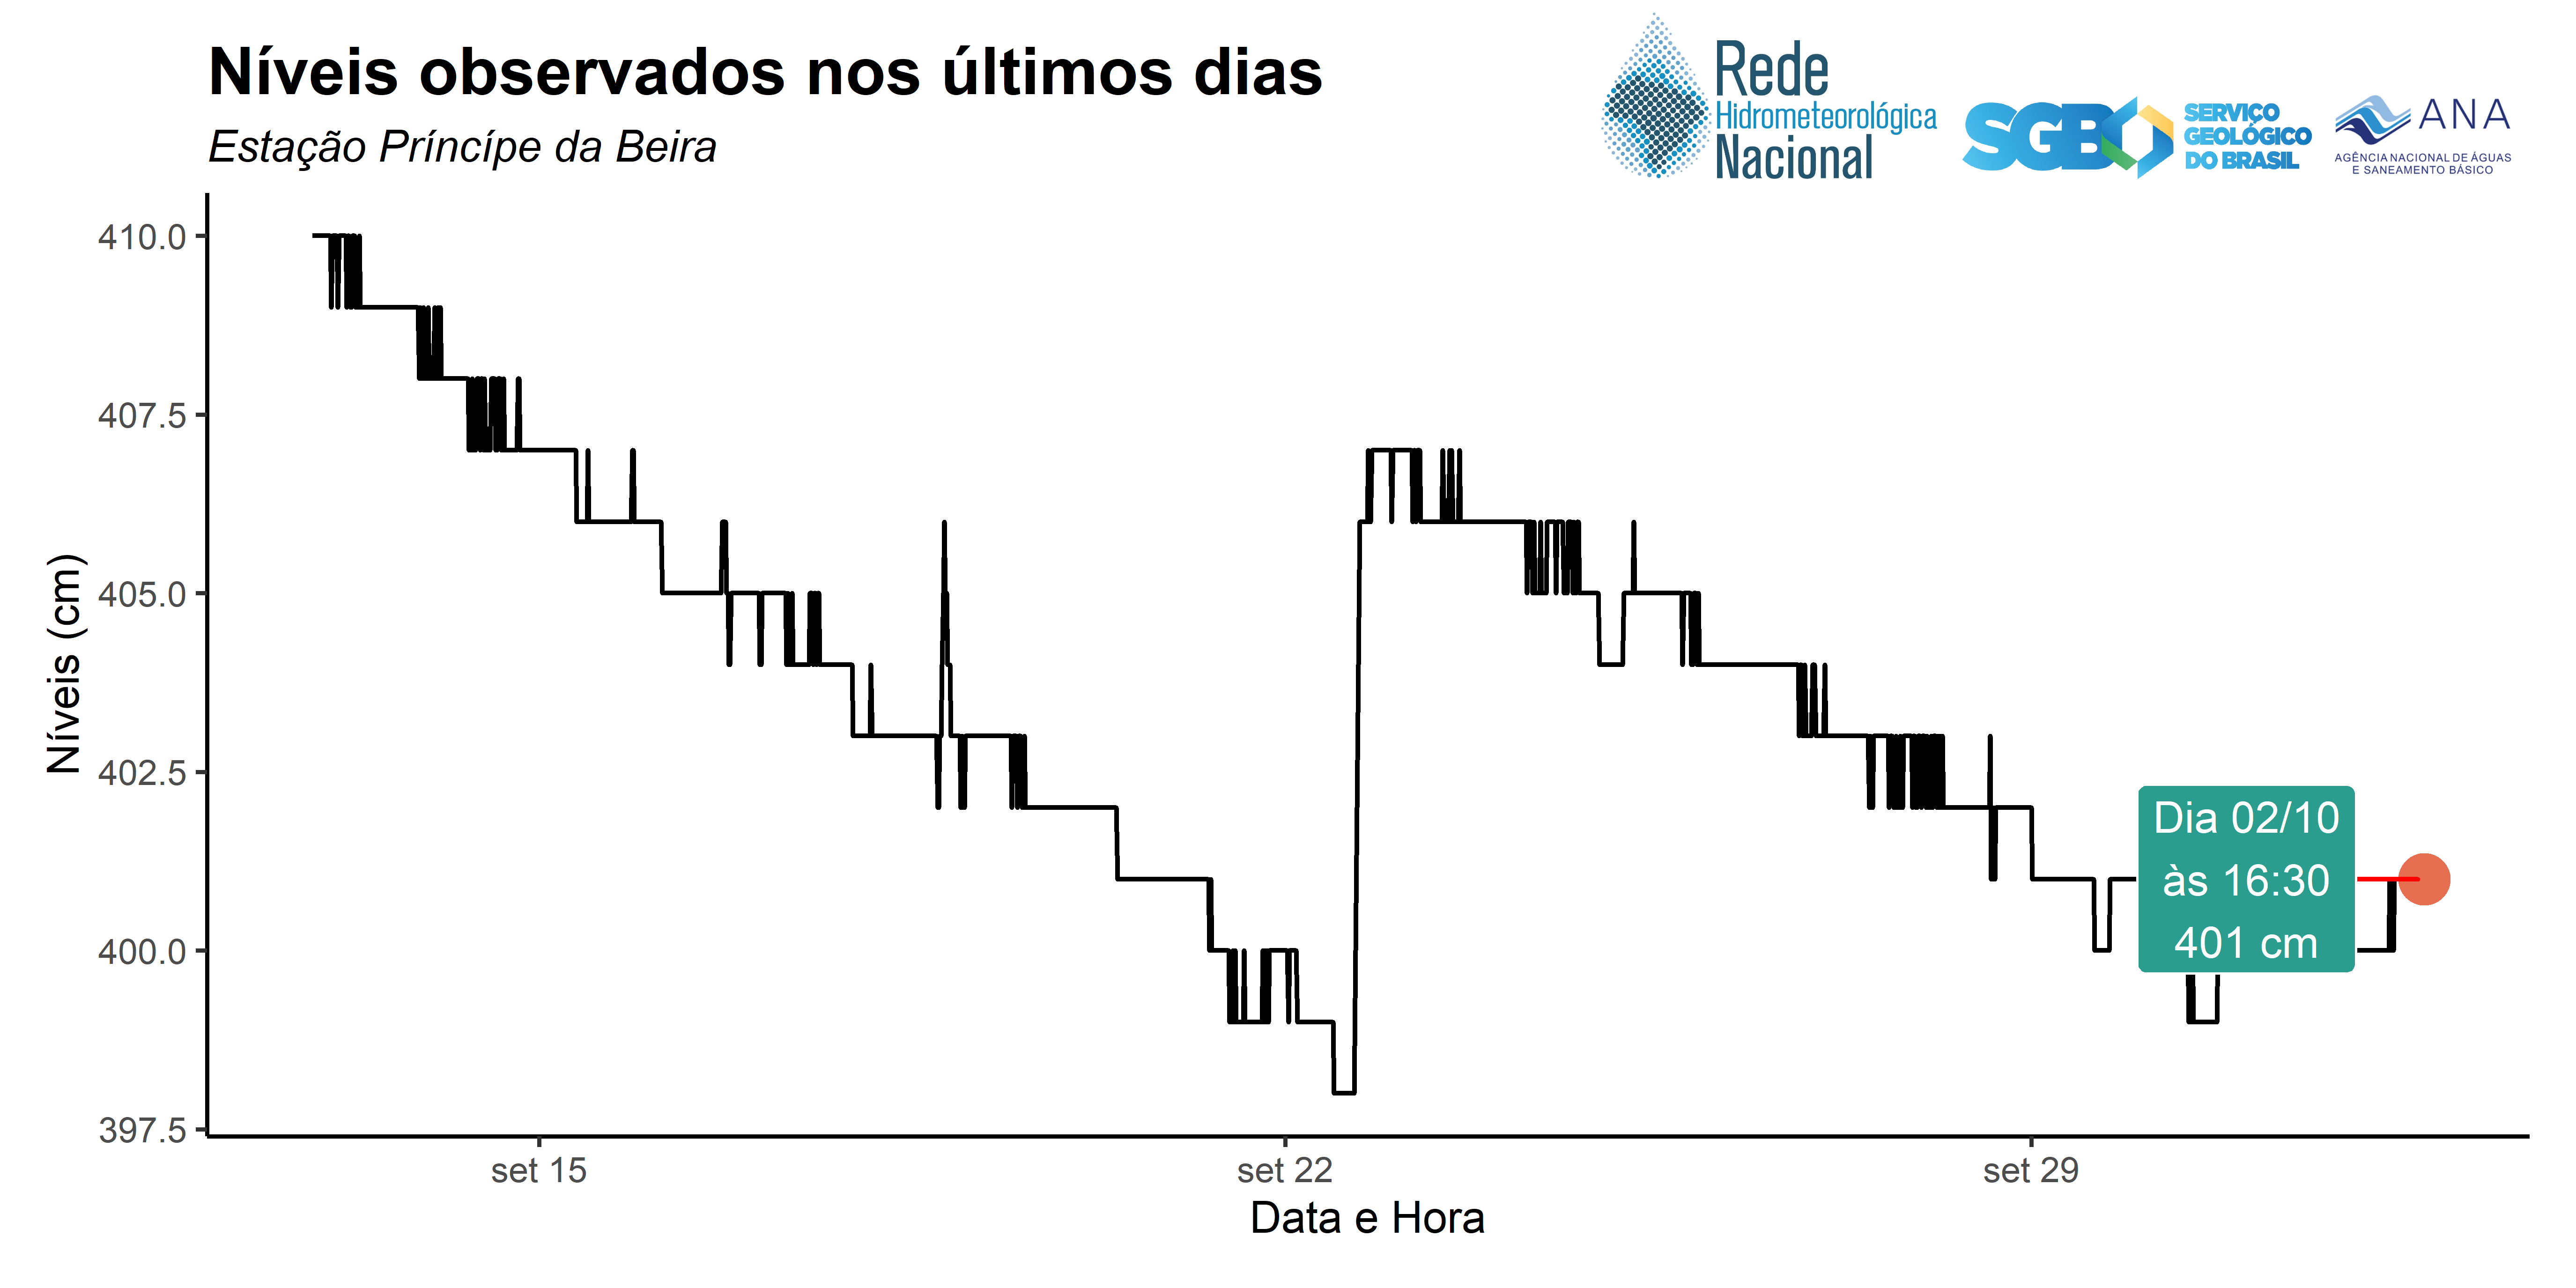 Níveis observados nos últimos dias
Estação Príncípe da Beira
Rede
Hidrometeorológica
Nacional
SGB
SERVIÇO
GEOLÓGICO
DO BRASIL
ANA
AGÊNCIA NACIONAL DE ÁGUAS
E SANEAMENTO BÁSICO
Níveis (cm)
410.0
407.5
405.0
402.5
400.0
397.5
Dia 02/10
às 16:30
401 cm
set 15
set 22
set 29
Data e Hora